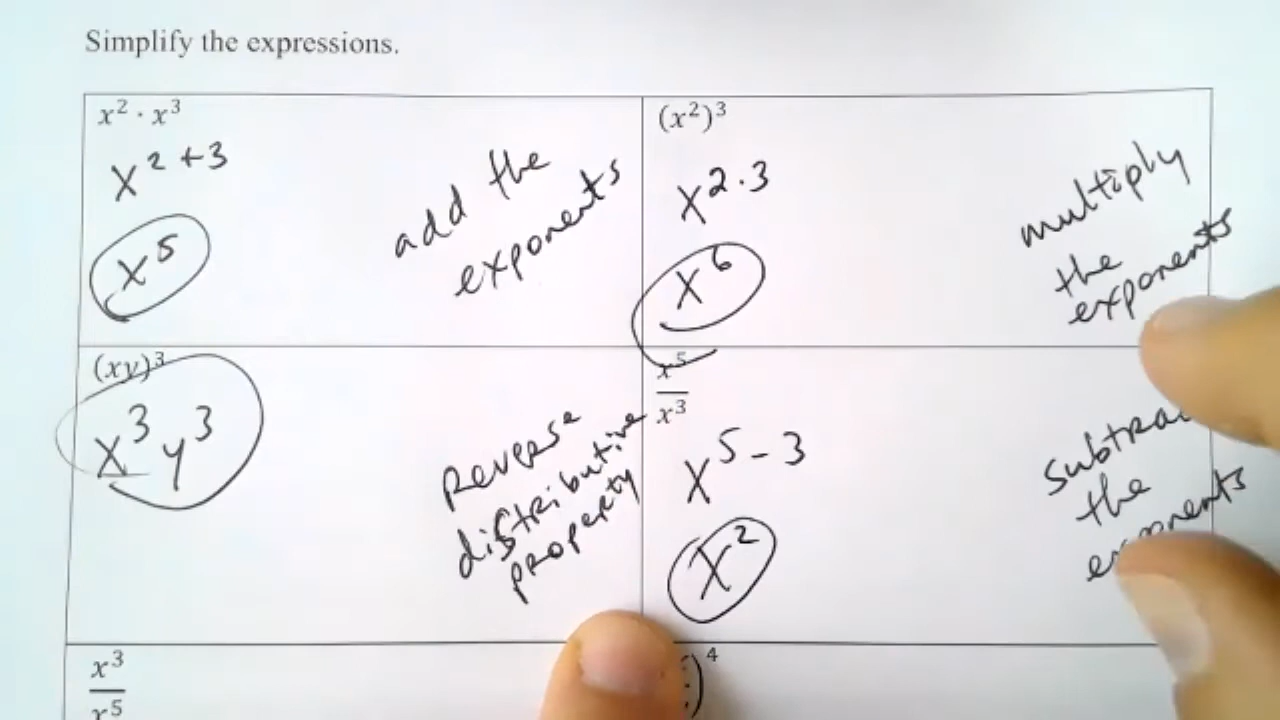 Simplify the expressions.
x² · x³
x²⁺³
x⁵
add the
exponents
(x²)³
x²·³
x⁶
multiply
the
exponents
(xy)³
x³y³
Reverse
distributive
property
x⁵
x³
x⁵⁻³
x²
the
x³
x⁵